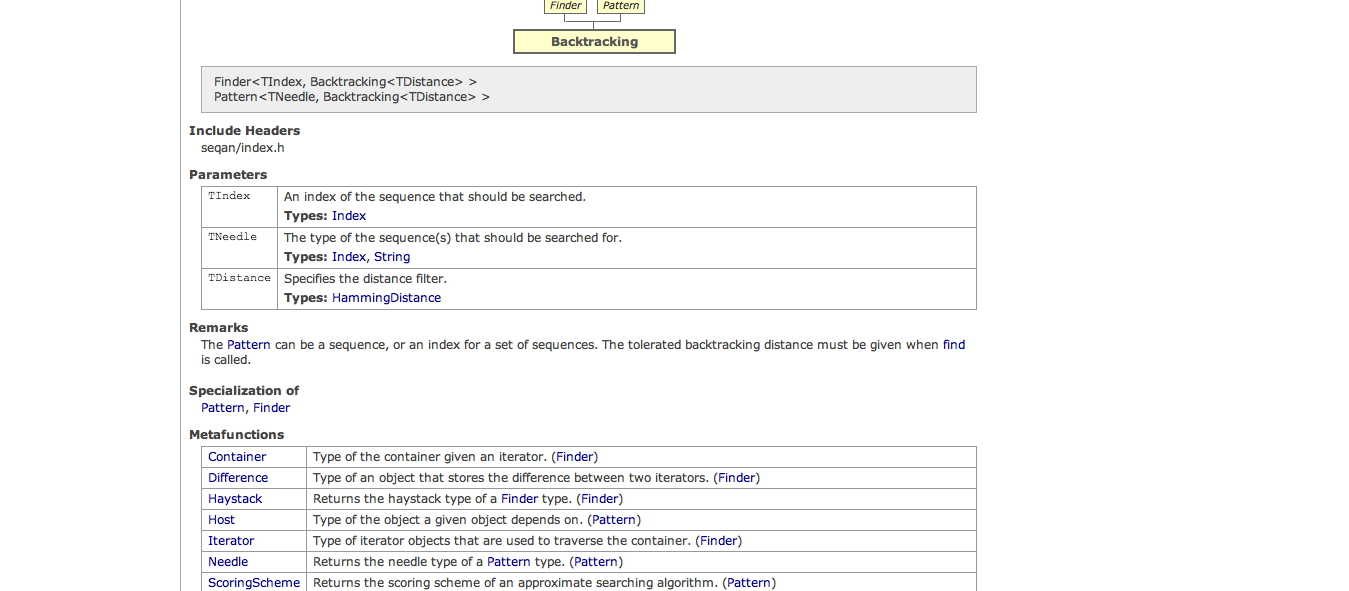 Finder Pattern
Backtracking
Finder<TIndex, Backtracking<TDistance> >
Pattern<TNeedle, Backtracking<TDistance> >
Include Headers
seqan/index.h
Parameters
TIndex An index of the sequence that should be searched.
Types: Index
TNeedle The type of the sequence(s) that should be searched for.
Types: Index, String
TDistance Specifies the distance filter.
Types: HammingDistance
Remarks
The Pattern can be a sequence, or an index for a set of sequences. The tolerated backtracking distance must be given when find
is called.
Specialization of
Pattern, Finder
Metafunctions
Container Type of the container given an iterator. (Finder)
Difference Type of an object that stores the difference between two iterators. (Finder)
Haystack Returns the haystack type of a Finder type. (Finder)
Host Type of the object a given object depends on. (Pattern)
Iterator Type of iterator objects that are used to traverse the container. (Finder)
Needle Returns the needle type of a Pattern type. (Pattern)
ScoringScheme Returns the scoring scheme of an approximate searching algorithm. (Pattern)